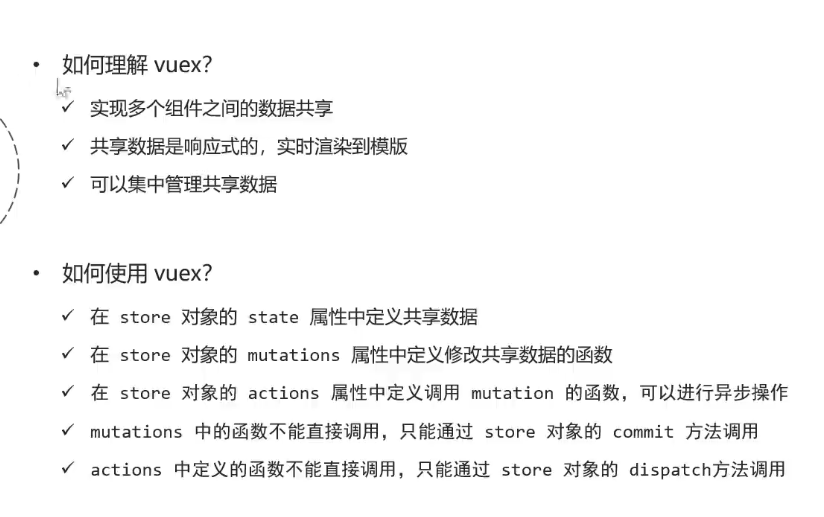 • 如何理解 vuex？
✓ 实现多个组件之间的数据共享
✓ 共享数据是响应式的，实时渲染到模版
✓ 可以集中管理共享数据
• 如何使用 vuex？
✓ 在 store 对象的 state 属性中定义共享数据
✓ 在 store 对象的 mutations 属性中定义修改共享数据的函数
✓ 在 store 对象的 actions 属性中定义调用 mutation 的函数，可以进行异步操作
✓ mutations 中的函数不能直接调用，只能通过 store 对象的 commit 方法调用
✓ actions 中定义的函数不能直接调用，只能通过 store 对象的 dispatch方法调用